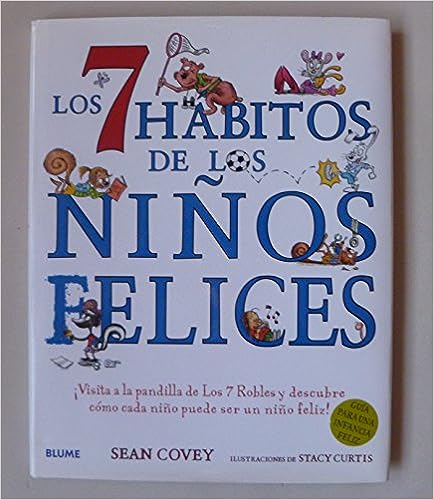 LOS 7 HÁBITOS
DE LOS
NIÑOS
FELICES
¡Visita a la pandilla de Los 7 Robles y descubre
cómo cada niño puede ser un niño feliz!
GUÍA
PARA UNA
INFANCIA
FELIZ
BLUME
SEAN COVEY
ILUSTRACIONES DE STACY CURTIS